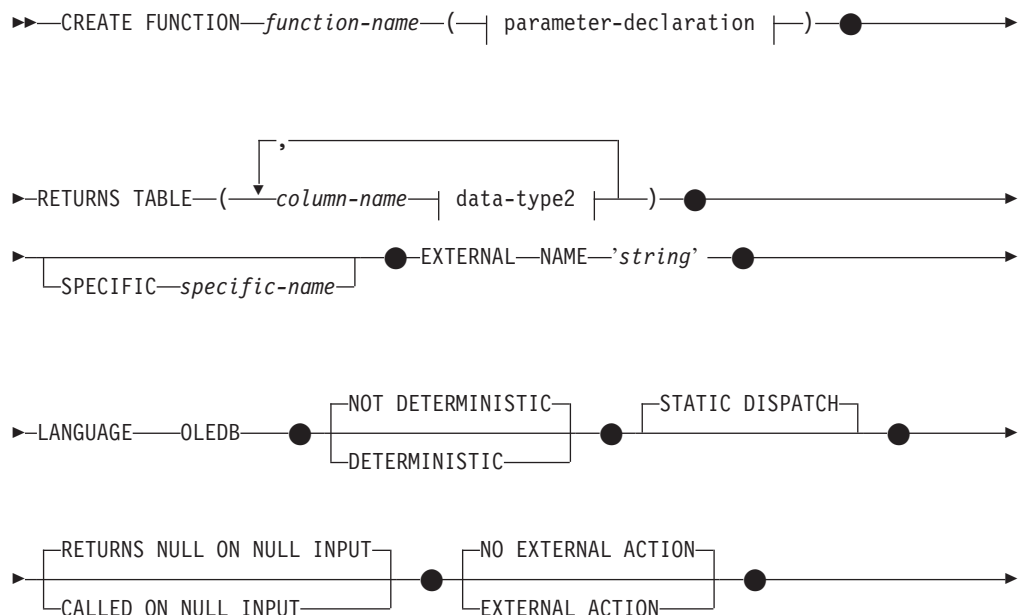 CREATE FUNCTION function-name ( parameter-declaration )
,
RETURNS TABLE ( column-name data-type2 )
EXTERNAL NAME ’string’
SPECIFIC specific-name
NOT DETERMINISTIC STATIC DISPATCH
LANGUAGE OLEDB
DETERMINISTIC
RETURNS NULL ON NULL INPUT NO EXTERNAL ACTION
CALLED ON NULL INPUT EXTERNAL ACTION